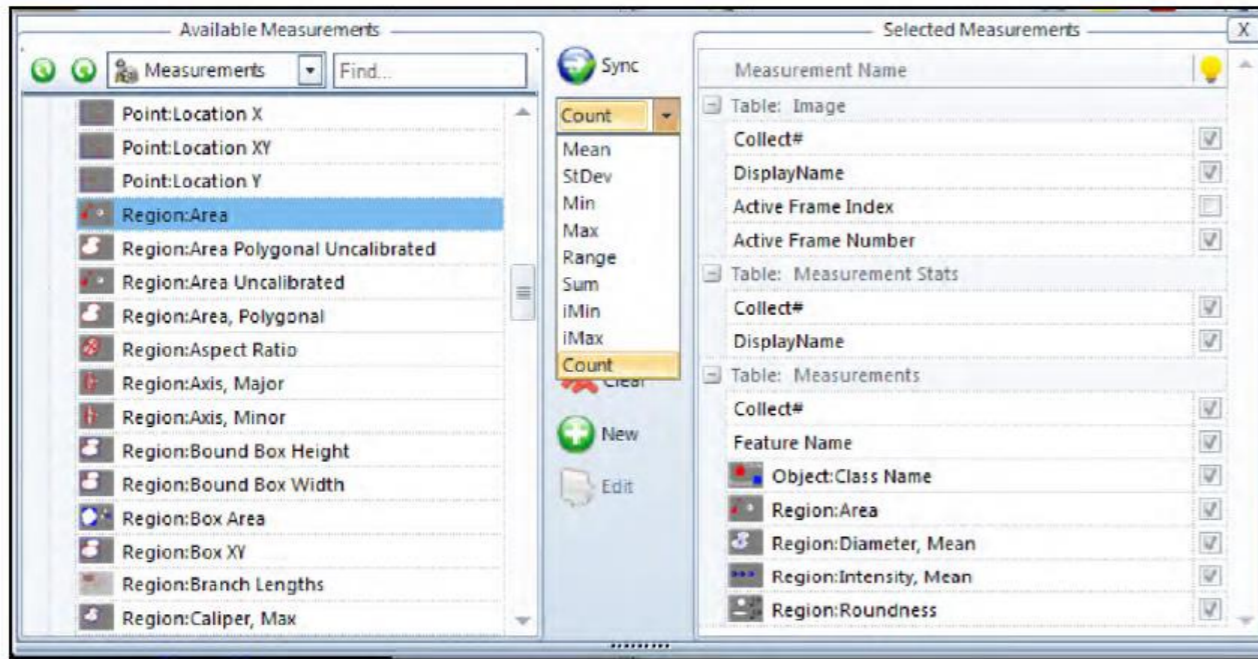 Available Measurements
Measurements
Find...
Point:Location X
Point:Location XY
Point:Location Y
Region:Area
Region:Area Polygonal Uncalibrated
Region:Area Uncalibrated
Region:Area, Polygonal
Region:Aspect Ratio
Region:Axis, Major
Region:Axis, Minor
Region:Bound Box Height
Region:Bound Box Width
Region:Box Area
Region:Box XY
Region:Branch Lengths
Region:Caliper, Max
Sync
Count
Mean
StDev
Min
Max
Range
Sum
iMin
iMax
Count
Clear
New
Edit
Selected Measurements
X
Measurement Name
Table: Image
Collect#
DisplayName
Active Frame Index
Active Frame Number
Table: Measurement Stats
Collect#
DisplayName
Table: Measurements
Collect#
Feature Name
Object:Class Name
Region:Area
Region:Diameter, Mean
Region:Intensity, Mean
Region:Roundness